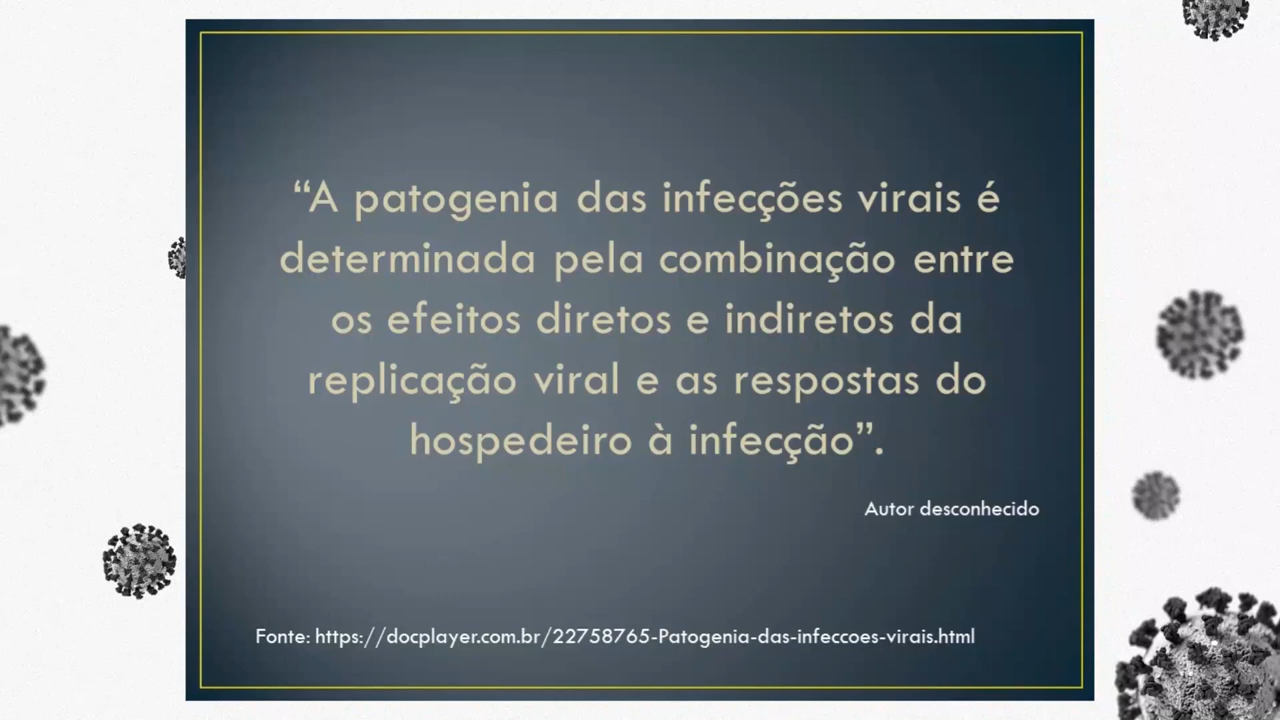 “A patogenia das infecções virais é
determinada pela combinação entre
os efeitos diretos e indiretos da
replicação viral e as respostas do
hospedeiro à infecção”.
Autor desconhecido
Fonte: https://docplayer.com.br/22758765-Patogenia-das-infeccoes-virais.html